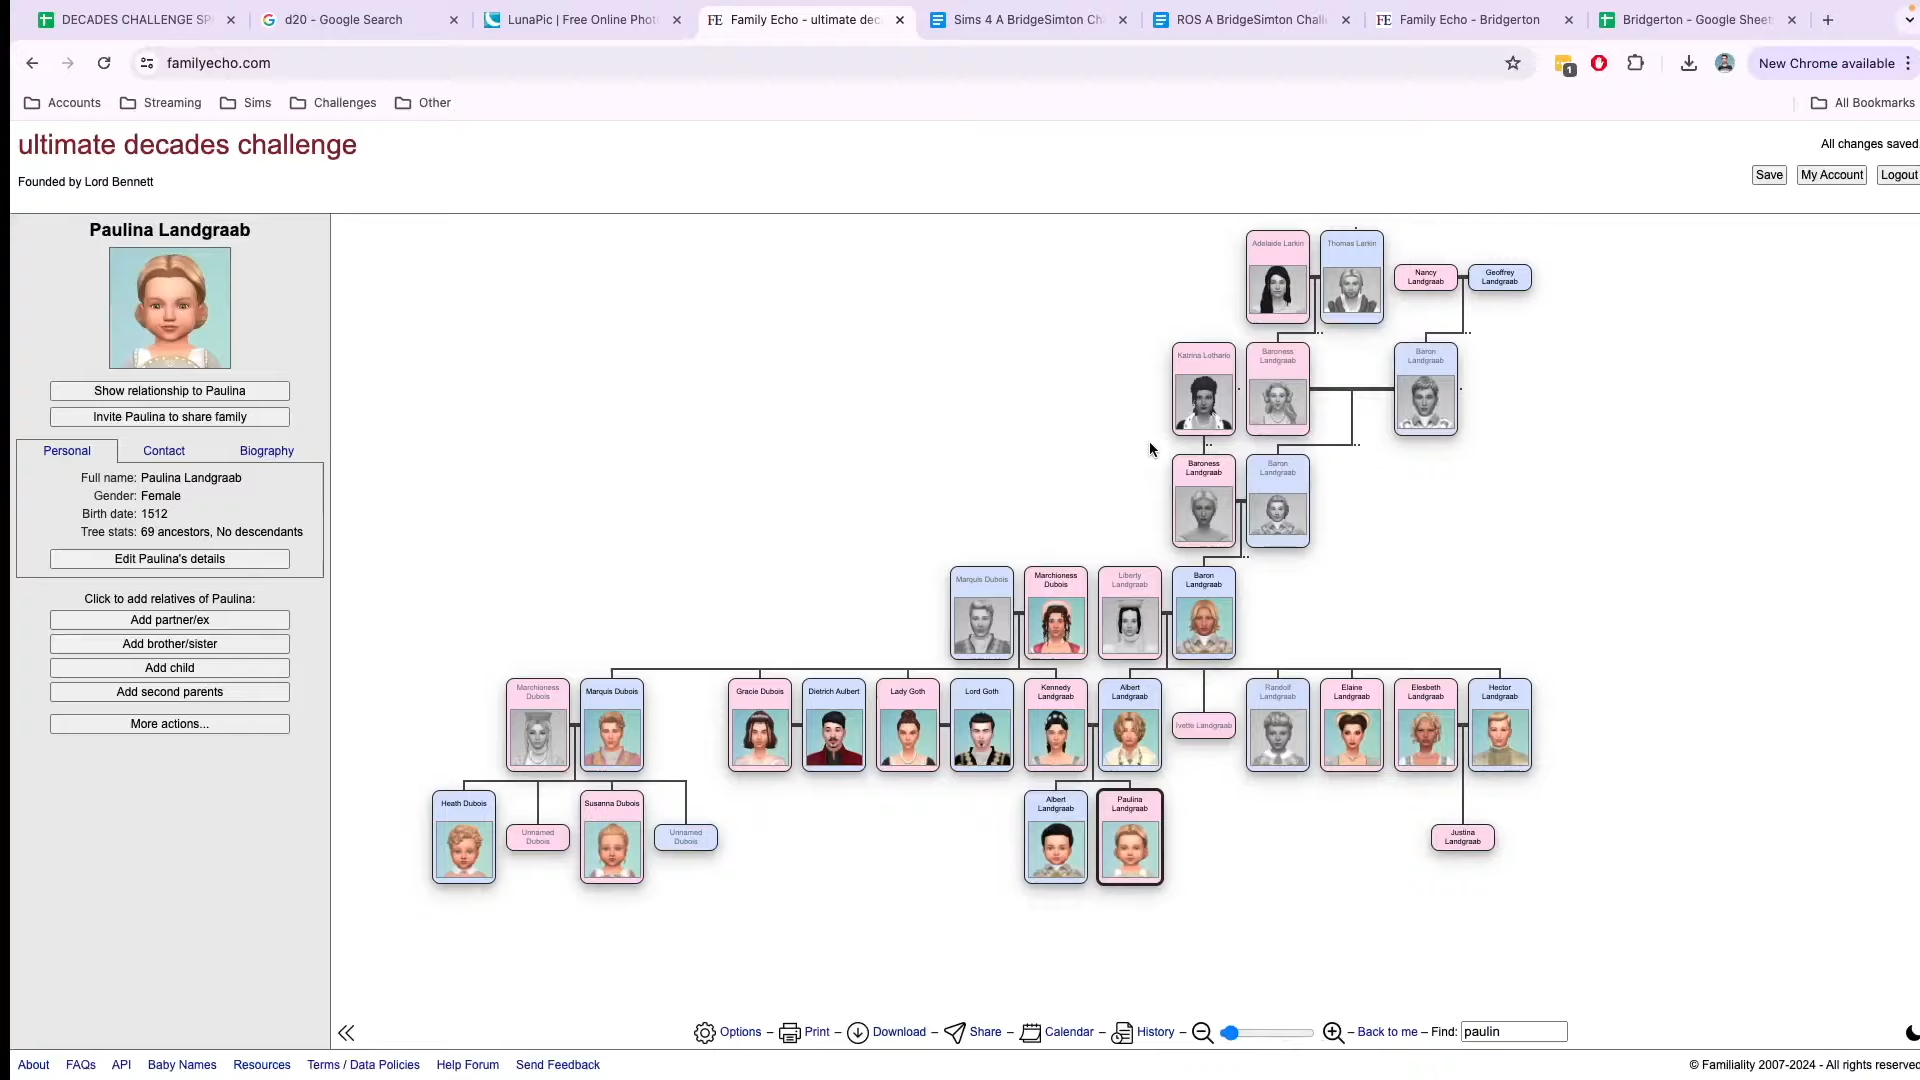 DECADES CHALLENGE SP
d20 - Google Search
LunaPic | Free Online Phot
FE Family Echo - ultimate dec
Sims 4 A BridgeSimton Ch
ROS A BridgeSimton Chall
FE Family Echo - Bridgerton
Bridgerton - Google Sheet
familyecho.com
1
New Chrome available
Accounts
Streaming
Sims
Challenges
Other
All Bookmarks
ultimate decades challenge
All changes saved.
Founded by Lord Bennett
Save
My Account
Logout
Paulina Landgraab
Show relationship to Paulina
Invite Paulina to share family
Personal
Contact
Biography
Full name: Paulina Landgraab
Gender: Female
Birth date: 1512
Tree stats: 69 ancestors, No descendants
Edit Paulina's details
Click to add relatives of Paulina:
Add partner/ex
Add brother/sister
Add child
Add second parents
More actions...
Adelaide Larkin
Thomas Larkin
Nancy
Landgraab
Geoffrey
Landgraab
Katrina Lothario
Baroness
Landgraab
Baron
Landgraab
Baroness
Landgraab
Baron
Landgraab
Marquis Dubois
Marchioness
Dubois
Liberty
Landgraab
Baron
Landgraab
Marchioness
Dubois
Marquis Dubois
Gracie Dubois
Dietrich Aulbert
Lady Goth
Lord Goth
Kennedy
Landgraab
Albert
Landgraab
Ivette Landgraab
Randolf
Landgraab
Elaine
Landgraab
Elesbeth
Landgraab
Hector
Landgraab
Heath Dubois
Unnamed
Dubois
Susanna Dubois
Unnamed
Dubois
Albert
Landgraab
Paulina
Landgraab
Justina
Landgraab
Options – Print – Download – Share – Calendar – History – – Back to me – Find: paulin
About
FAQs
API
Baby Names
Resources
Terms / Data Policies
Help Forum
Send Feedback
© Familiality 2007-2024 - All rights reserved